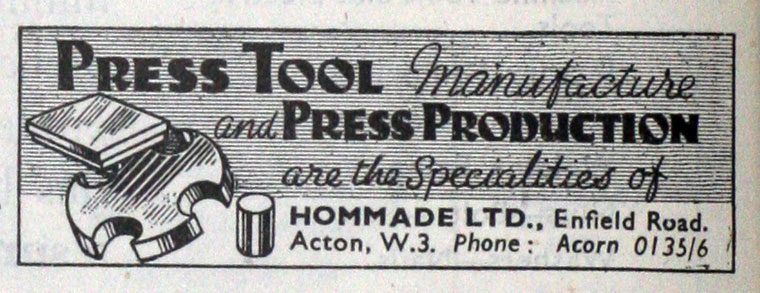 PRESS TOOL Manufacture
and PRESS PRODUCTION
are the Specialities of
HOMMADE LTD., Enfield Road.
Acton, W.3. Phone: Acorn 0135/6